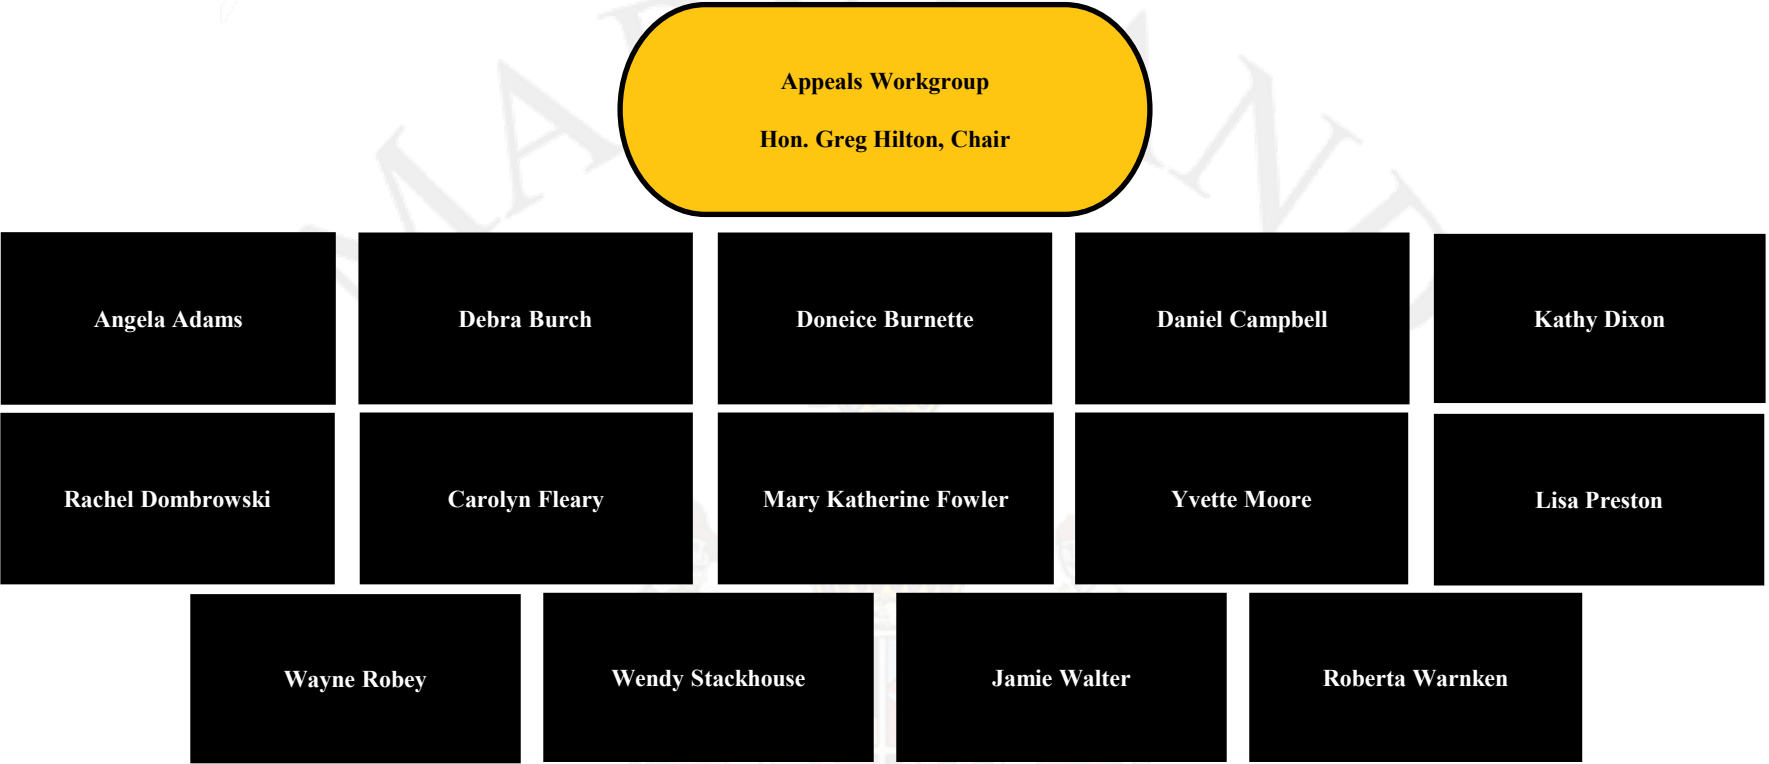 MARYLAND
Appeals Workgroup
Hon. Greg Hilton, Chair
Angela Adams
Debra Burch
Doneice Burnette
Daniel Campbell
Kathy Dixon
Rachel Dombrowski
Carolyn Fleary
Mary Katherine Fowler
Yvette Moore
Lisa Preston
Wayne Robey
Wendy Stackhouse
Jamie Walter
Roberta Warnken